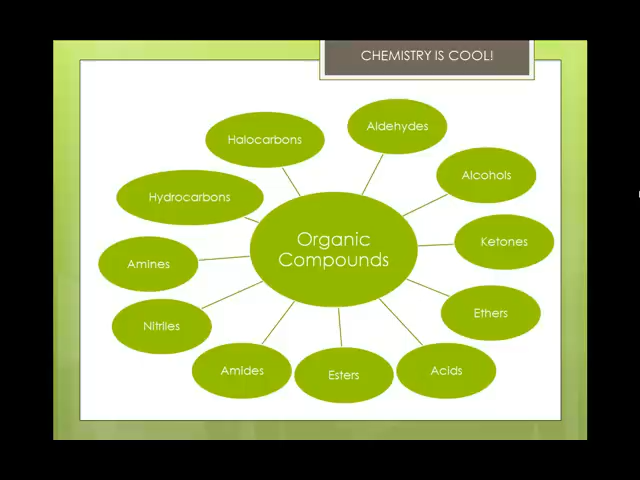 CHEMISTRY IS COOL!
Halocarbons
Aldehydes
Alcohols
Hydrocarbons
Organic
Compounds
Ketones
Amines
Ethers
Nitriles
Amides
Esters
Acids